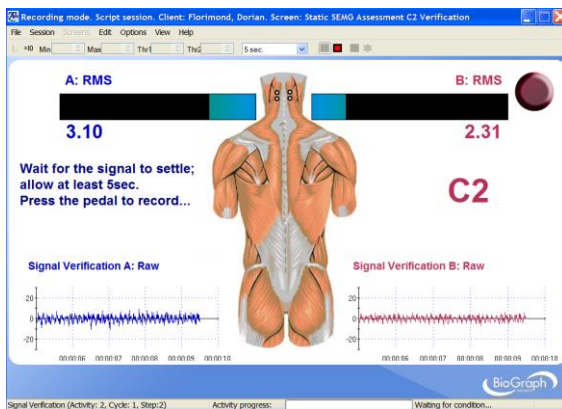 Recording mode. Script session. Client: Florimond, Dorian. Screen: Static SEMG Assessment C2 Verification
File Session Screens Edit Options View Help
Min Max Thr1 Thr2 5 sec.
A: RMS B: RMS
3.10 2.31
Wait for the signal to settle;
allow at least 5sec.
Press the pedal to record...
C2
Signal Verification A: Raw Signal Verification B: Raw
20 20
0 0
-20 -20
00:00:06 00:00:07 00:00:08 00:00:09 00:00:10 00:00:06 00:00:07 00:00:08 00:00:09 00:00:10
BioGraph
Signal Verification (Activity: 2, Cycle: 1, Step:2) Activity progress: Waiting for condition...